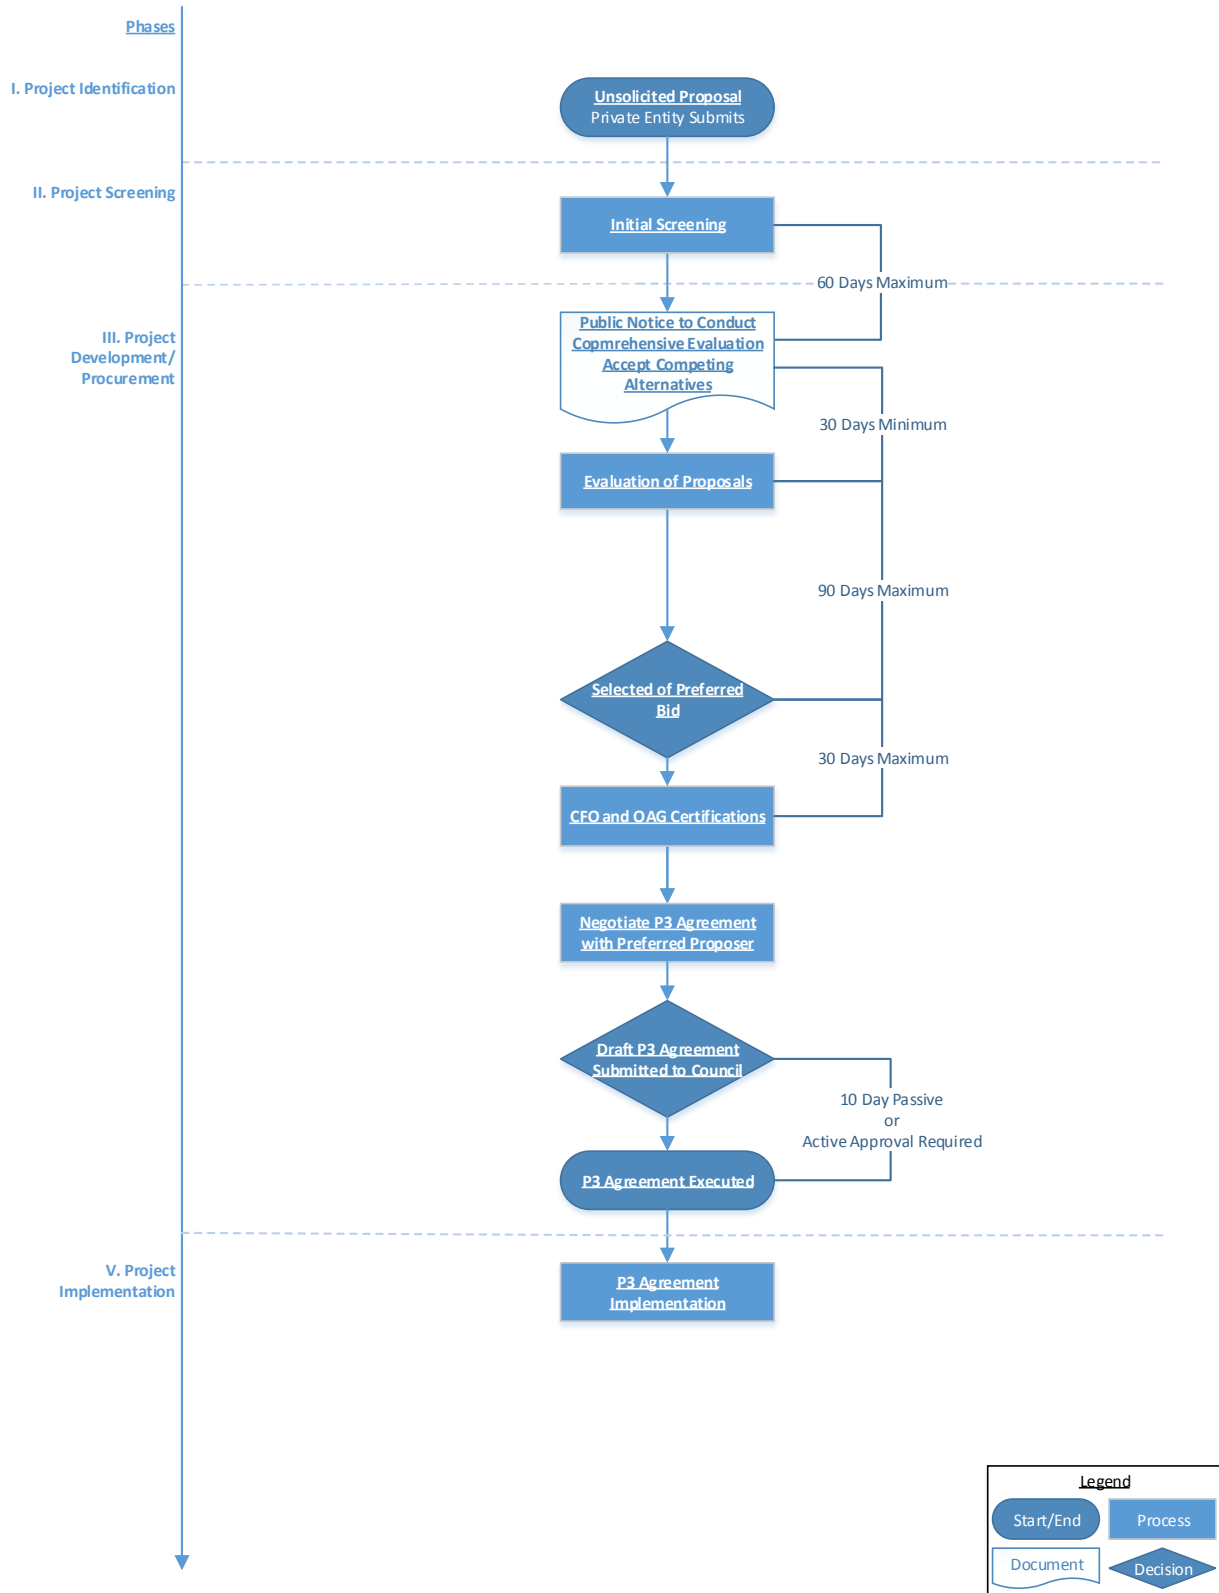 Phases
I. Project Identification
Unsolicited Proposal
Private Entity Submits
II. Project Screening
Initial Screening
60 Days Maximum
III. Project
Development/
Procurement
Public Notice to Conduct
Copmrehensive Evaluation
Accept Competing
Alternatives
30 Days Minimum
Evaluation of Proposals
90 Days Maximum
Selected of Preferred
Bid
30 Days Maximum
CFO and OAG Certifications
Negotiate P3 Agreement
with Preferred Proposer
Draft P3 Agreement
Submitted to Council
10 Day Passive
or
Active Approval Required
P3 Agreement Executed
V. Project
Implementation
P3 Agreement
Implementation
Legend
Start/End
Process
Document
Decision